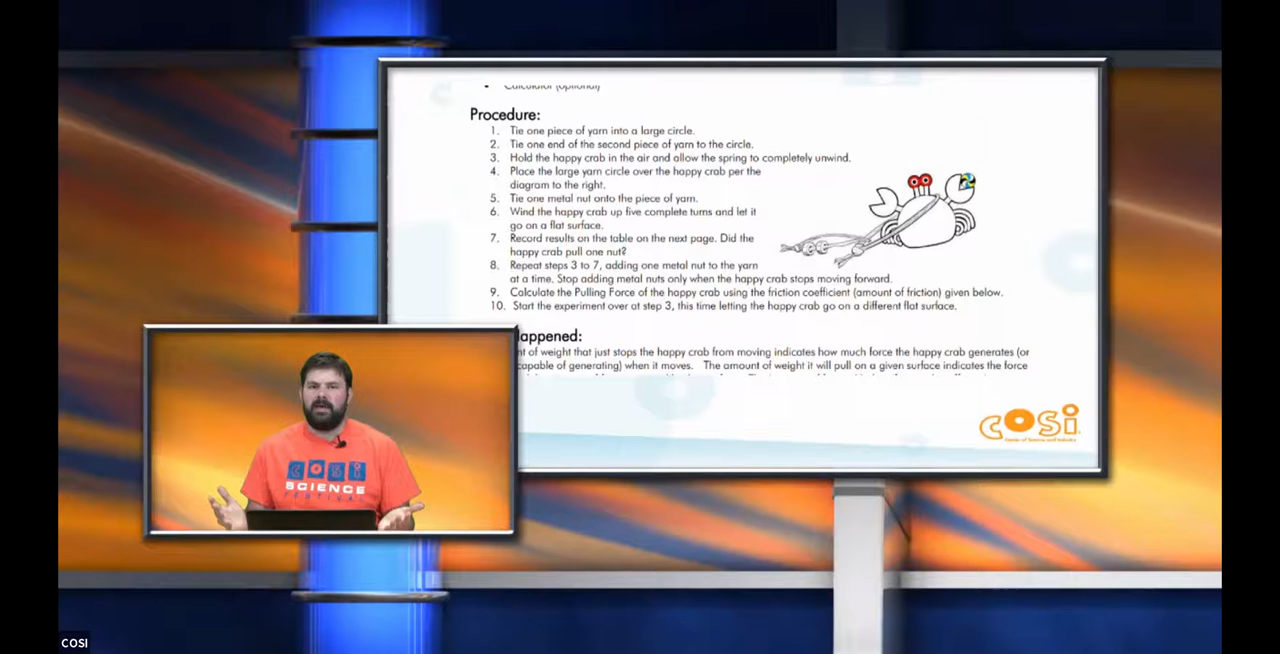 Calculator (optional)
Procedure:
1. Tie one piece of yarn into a large circle.
2. Tie one end of the second piece of yarn to the circle.
3. Hold the happy crab in the air and allow the spring to completely unwind.
4. Place the large yarn circle over the happy crab per the
diagram to the right.
5. Tie one metal nut onto the piece of yarn.
6. Wind the happy crab up five complete turns and let it
go on a flat surface.
7. Record results on the table on the next page. Did the
happy crab pull one nut?
8. Repeat steps 3 to 7, adding one metal nut to the yarn
at a time. Stop adding metal nuts only when the happy crab stops moving forward.
9. Calculate the Pulling Force of the happy crab using the friction coefficient (amount of friction) given below.
10. Start the experiment over at step 3, this time letting the happy crab go on a different flat surface.
appened:
nt of weight that just stops the happy crab from moving indicates how much force the happy crab generates (or
capable of generating) when it moves. The amount of weight it will pull on a given surface indicates the force
COSI
Center of Science and Industry
COSI
SCIENCE
FESTIVAL
COSI